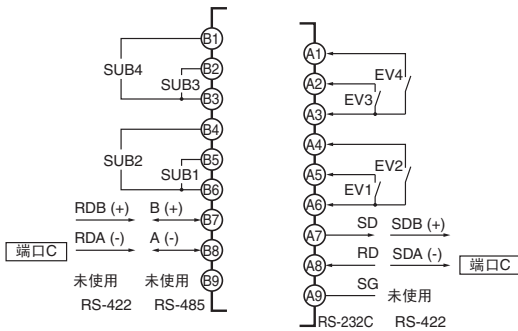 B1
B2
SUB4
SUB3
B3
B4
B5
SUB2
SUB1
B6
RDB (+) B (+) B7
RDA (-) A (-) B8
端口C
未使用 未使用 B9
RS-422 RS-485
A1
A2 EV4
EV3
A3
A4
EV2
A5
EV1
A6
A7 SD SDB (+)
A8 RD SDA (-) 端口C
A9 SG 未使用
RS-232C RS-422